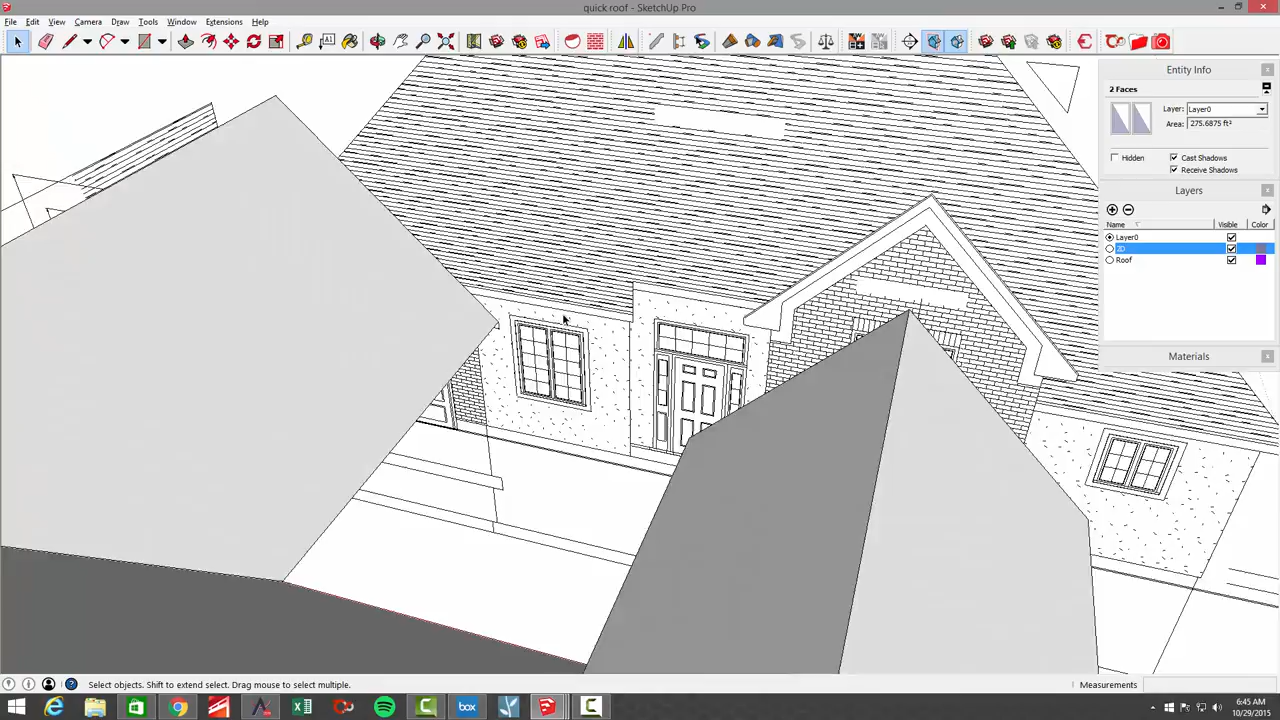 quick roof - SketchUp Pro
File Edit View Camera Draw Tools Window Extensions Help
Entity Info
2 Faces
Layer: Layer0
Area: 275.6875 ft²
Hidden Cast Shadows
Receive Shadows
Layers
Name Visible Color
Layer0
2D
Roof
Materials
Select objects. Shift to extend select. Drag mouse to select multiple.
Measurements
box
6:45 AM
10/29/2015